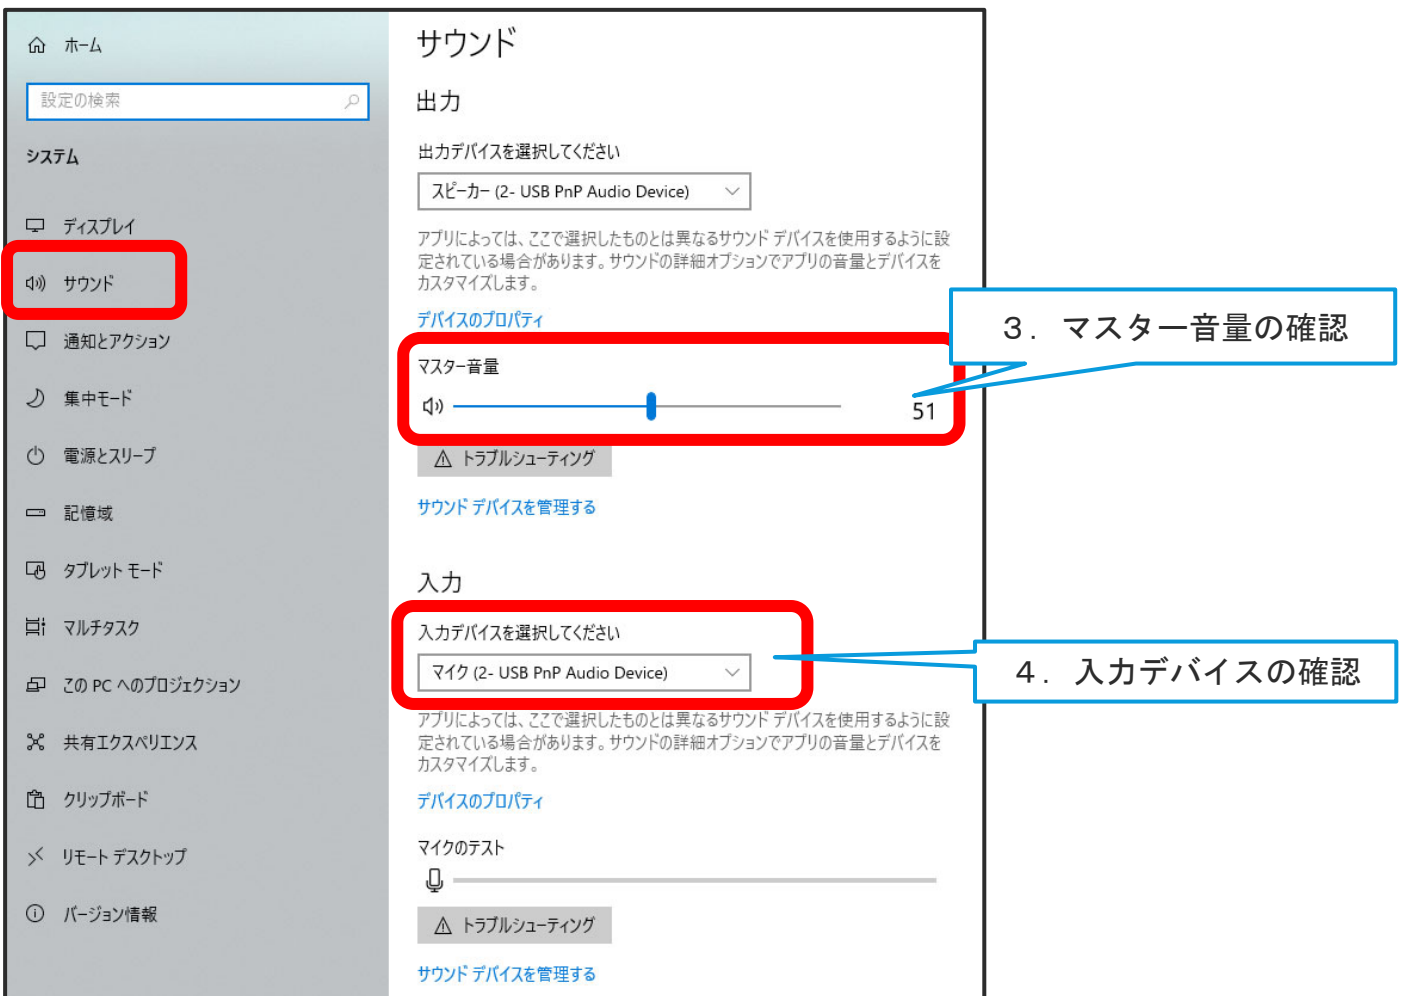 ホーム
設定の検索
システム
ディスプレイ
サウンド
通知とアクション
集中モード
電源とスリープ
記憶域
タブレット モード
マルチタスク
この PC へのプロジェクション
共有エクスペリエンス
クリップボード
リモート デスクトップ
バージョン情報
サウンド
出力
出力デバイスを選択してください
スピーカー (2- USB PnP Audio Device)
アプリによっては、ここで選択したものとは異なるサウンド デバイスを使用するように設
定されている場合があります。サウンドの詳細オプションでアプリの音量とデバイスを
カスタマイズします。
デバイスのプロパティ
マスター音量
51
トラブルシューティング
サウンド デバイスを管理する
入力
入力デバイスを選択してください
マイク (2- USB PnP Audio Device)
アプリによっては、ここで選択したものとは異なるサウンド デバイスを使用するように設
定されている場合があります。サウンドの詳細オプションでアプリの音量とデバイスを
カスタマイズします。
デバイスのプロパティ
マイクのテスト
トラブルシューティング
サウンド デバイスを管理する
３．マスター音量の確認
４．入力デバイスの確認